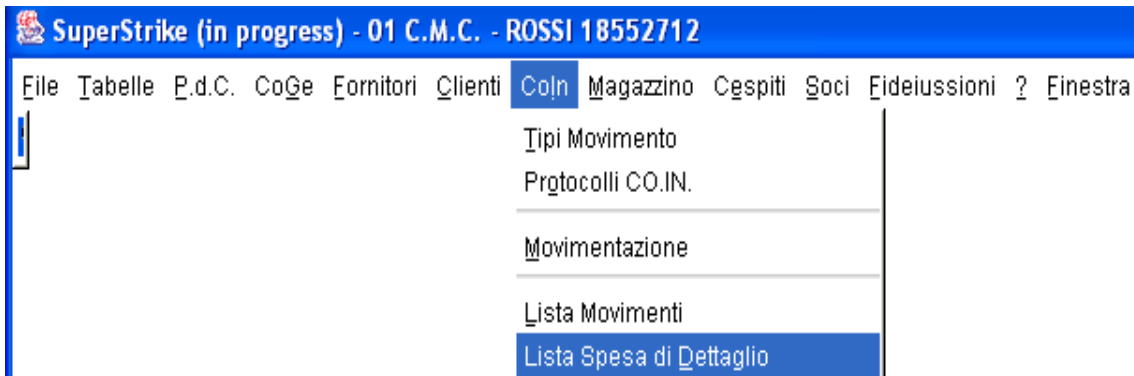 SuperStrike (in progress) - 01 C.M.C. - ROSSI 18552712
File Tabelle P.d.C. CoGe Fornitori Clienti CoIn Magazzino Cespiti Soci Fideiussioni ? Finestra
Tipi Movimento
Protocolli CO.IN.
Movimentazione
Lista Movimenti
Lista Spesa di Dettaglio